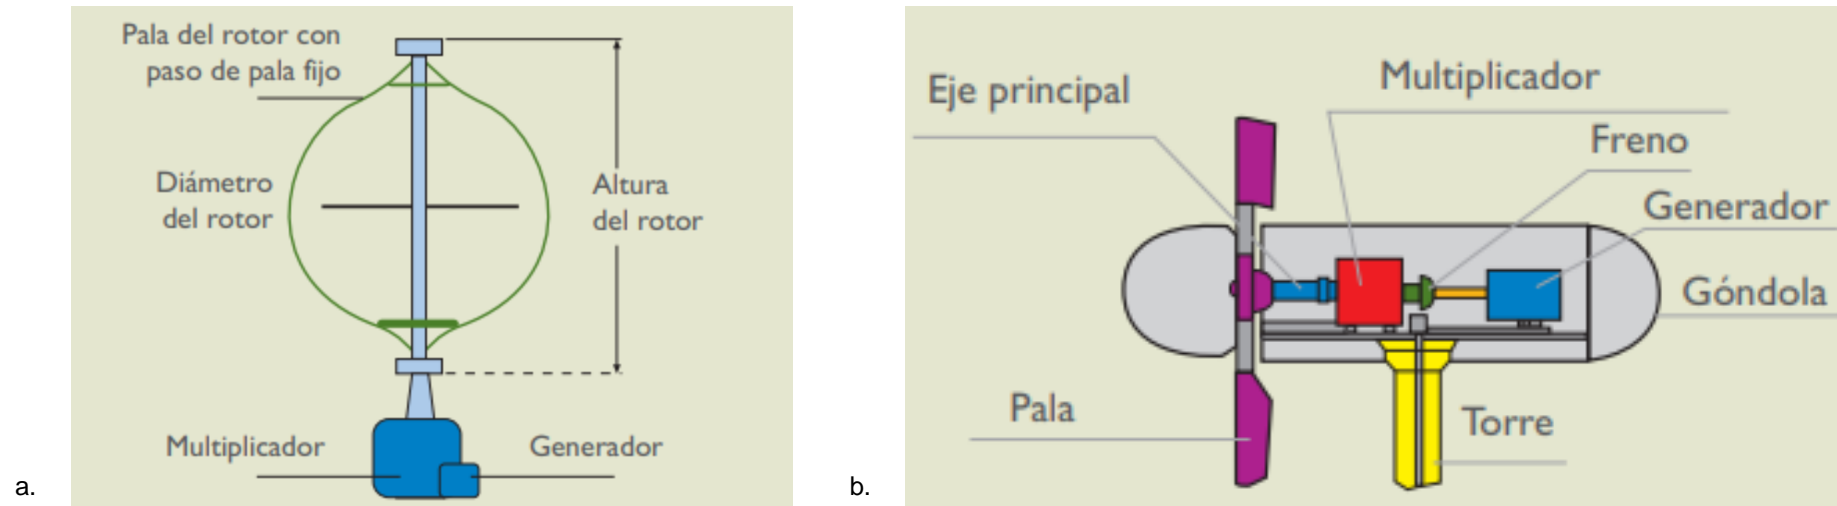 Pala del rotor con
paso de pala fijo
Diámetro
del rotor
Altura
del rotor
Multiplicador
Generador
a.
Eje principal
Multiplicador
Freno
Generador
Góndola
Pala
Torre
b.